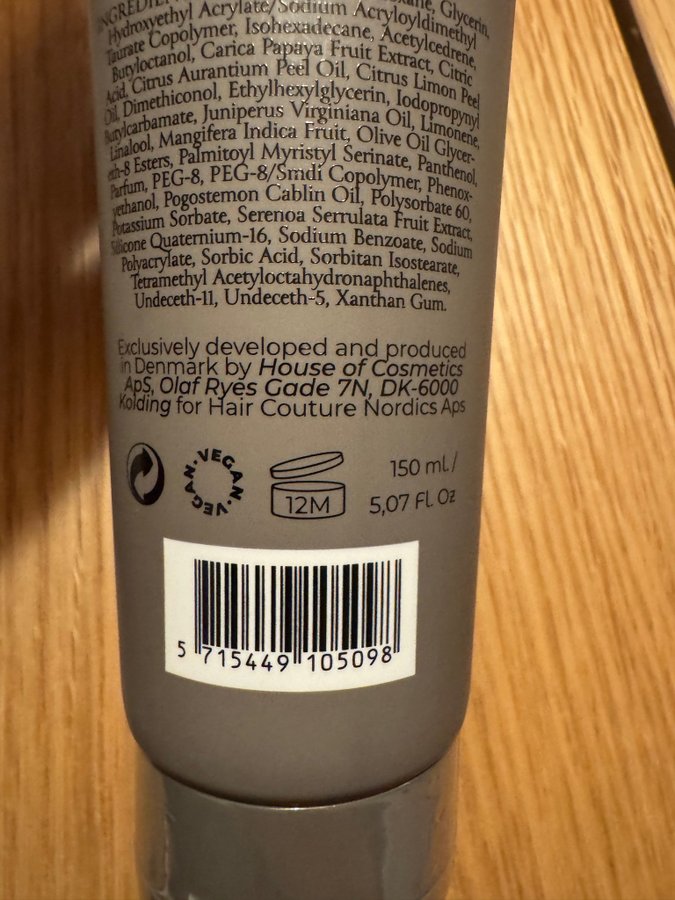 INGREDIEN
Glycerin,
Hydroxyethyl Acrylate/Sodium Acryloyldimethyl
Taurate Copolymer, Isohexadecane, Acetylcedrene,
Butyloctanol, Carica Papaya Fruit Extract, Citric
Acid, Citrus Aurantium Peel Oil, Citrus Limon Peel
Oil, Dimethiconol, Ethylhexylglycerin, Iodopropynyl
Butylcarbamate, Juniperus Virginiana Oil, Limonene,
Linalool, Mangifera Indica Fruit, Olive Oil Glycer-
eth-8 Esters, Palmitoyl Myristyl Serinate, Panthenol,
Parfum, PEG-8, PEG-8/Smdi Copolymer, Phenox-
yethanol, Pogostemon Cablin Oil, Polysorbate 60,
Potassium Sorbate, Serenoa Serrulata Fruit Extract,
Silicone Quaternium-16, Sodium Benzoate, Sodium
Polyacrylate, Sorbic Acid, Sorbitan Isostearate,
Tetramethyl Acetyloctahydronaphthalenes,
Undeceth-11, Undeceth-5, Xanthan Gum.
Exclusively developed and produced
in Denmark by House of Cosmetics
ApS, Olaf Ryes Gade 7N, DK-6000
Kolding for Hair Couture Nordics Aps
VEGAN·VEGAN·VEGAN·
12M
150 ml /
5,07 Fl. Oz
5 715449 105098